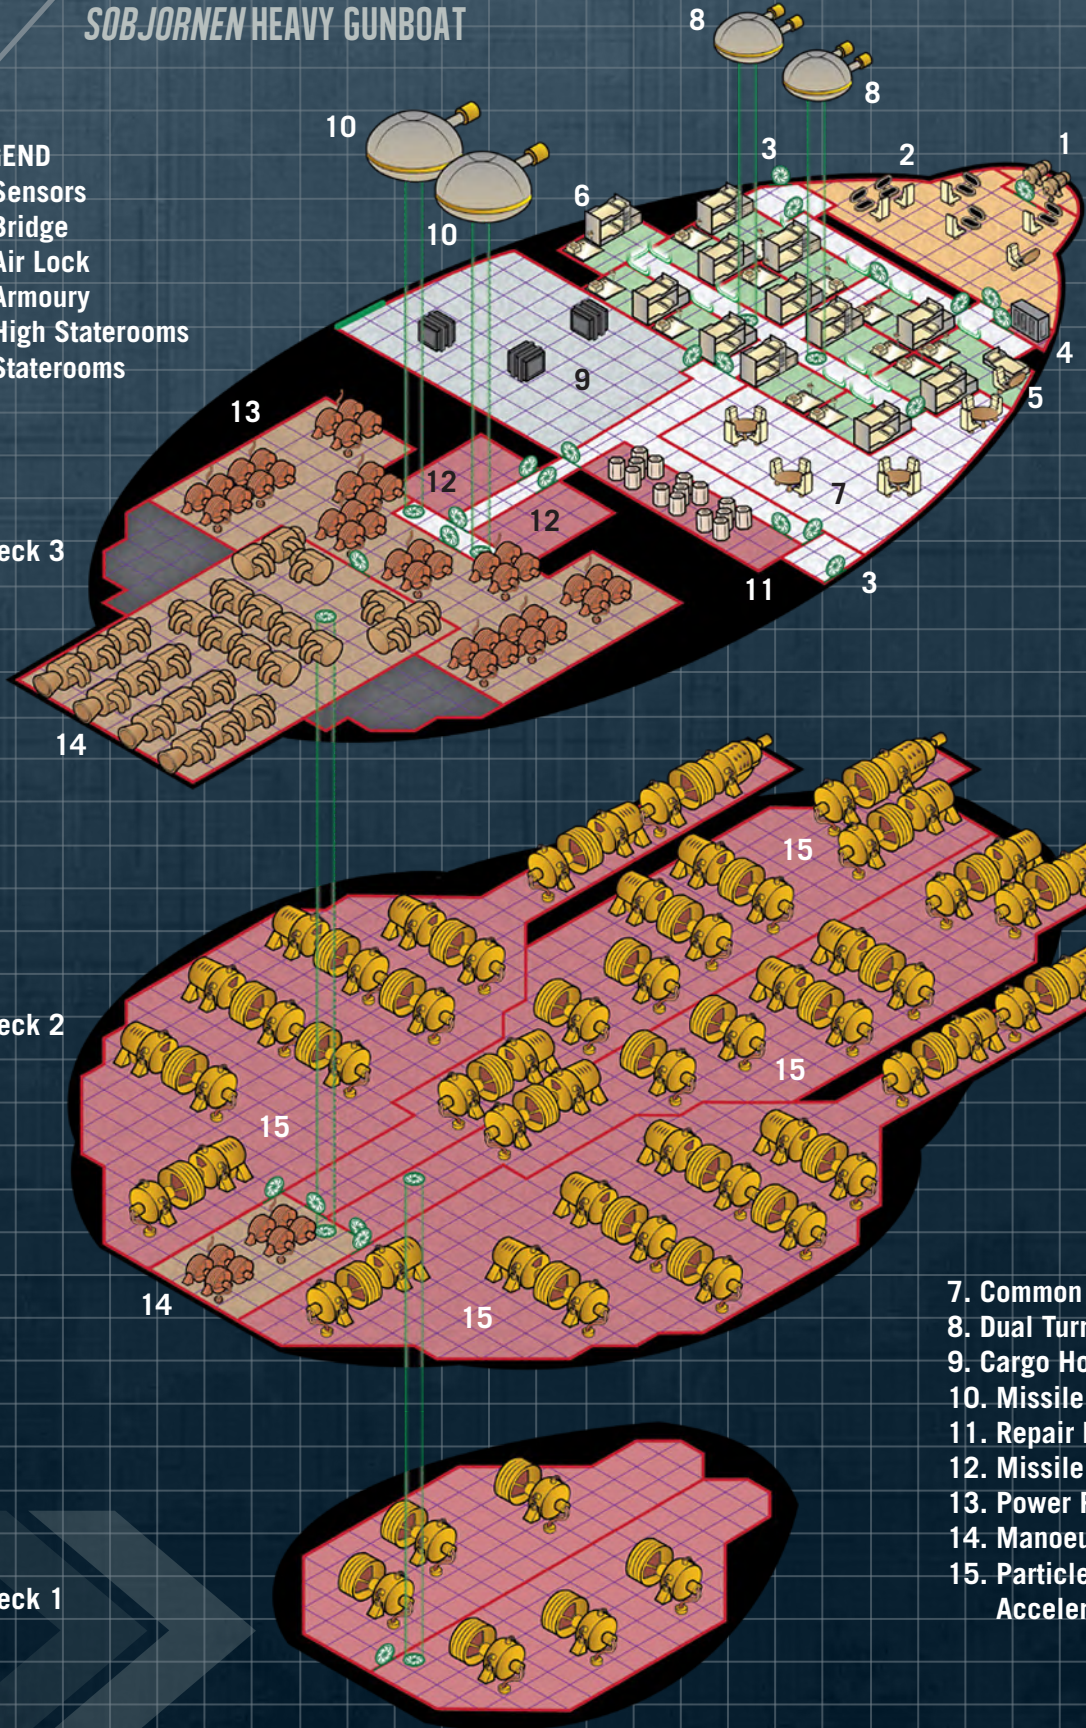 SOBJORNEN HEAVY GUNBOAT
8
8
10
10
3
2
1
6
GEND
Sensors
Bridge
Air Lock
Armoury
High Staterooms
Staterooms
4
5
9
13
12
12
7
11
3
eck 3
14
15
eck 2
15
15
14
15
7. Common
8. Dual Turr
9. Cargo Ho
10. Missile
11. Repair
12. Missile
13. Power P
14. Manoeu
15. Particle
Acceler
eck 1